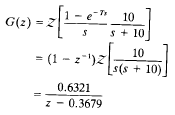 G(z) = Z[ (1 - e^{-Ts})/s · 10/(s + 10) ]
= (1 - z^{-1})Z[ 10/(s(s + 10)) ]
= 0.6321/(z - 0.3679)